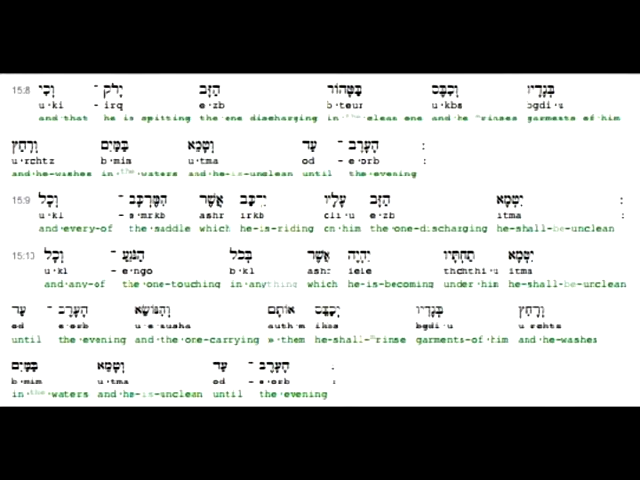 15:8 וְכִי ־ יָרֹק הַזָּב בַּטָּהוֹר וְכִבֶּס בְּגָדָיו
u·ki - irq e·zb b·teur u·kbs bgdi·u
and·that he-is-spitting the·one-discharging in·the·clean-one and·he-rinses garments-of·him
וְרָחַץ בַּמַּיִם וְטָמֵא עַד ־ הָעָרֶב :
u·rchtz b·mim u·tma od - e·orb :
and·he-washes in·the·waters and·he-is-unclean until the·evening
15:9 וְכָל ־ הַמֶּרְכָּב אֲשֶׁר יִרְכַּב עָלָיו הַזָּב יִטְמָא :
u·kl - e·mrkb ashr irkb oli·u e·zb itma :
and·every-of the·saddle which he-is-riding on·him the·one-discharging he-shall-be-unclean
15:10 וְכָל ־ הַנֹּגֵעַ בְּכֹל אֲשֶׁר יִהְיֶה תַחְתָּיו יִטְמָא
u·kl - e·ngo b·kl ashr ieie thchthi·u itma
and·any-of the·one-touching in·anything which he-is-becoming under·him he-shall-be-unclean
עַד ־ הָעָרֶב וְהַנּוֹשֵׂא אוֹתָם יְכַבֵּס בְּגָדָיו וְרָחַץ
od e·orb u·e·nusha auth·m ikbs bgdi·u u·rchtz
until the·evening and·the·one-carrying » them he-shall-rinse garments-of·him and·he-washes
בַּמַּיִם וְטָמֵא עַד ־ הָעָרֶב :
b·mim u·tma od - e·orb :
in·the·waters and·he-is-unclean until the·evening